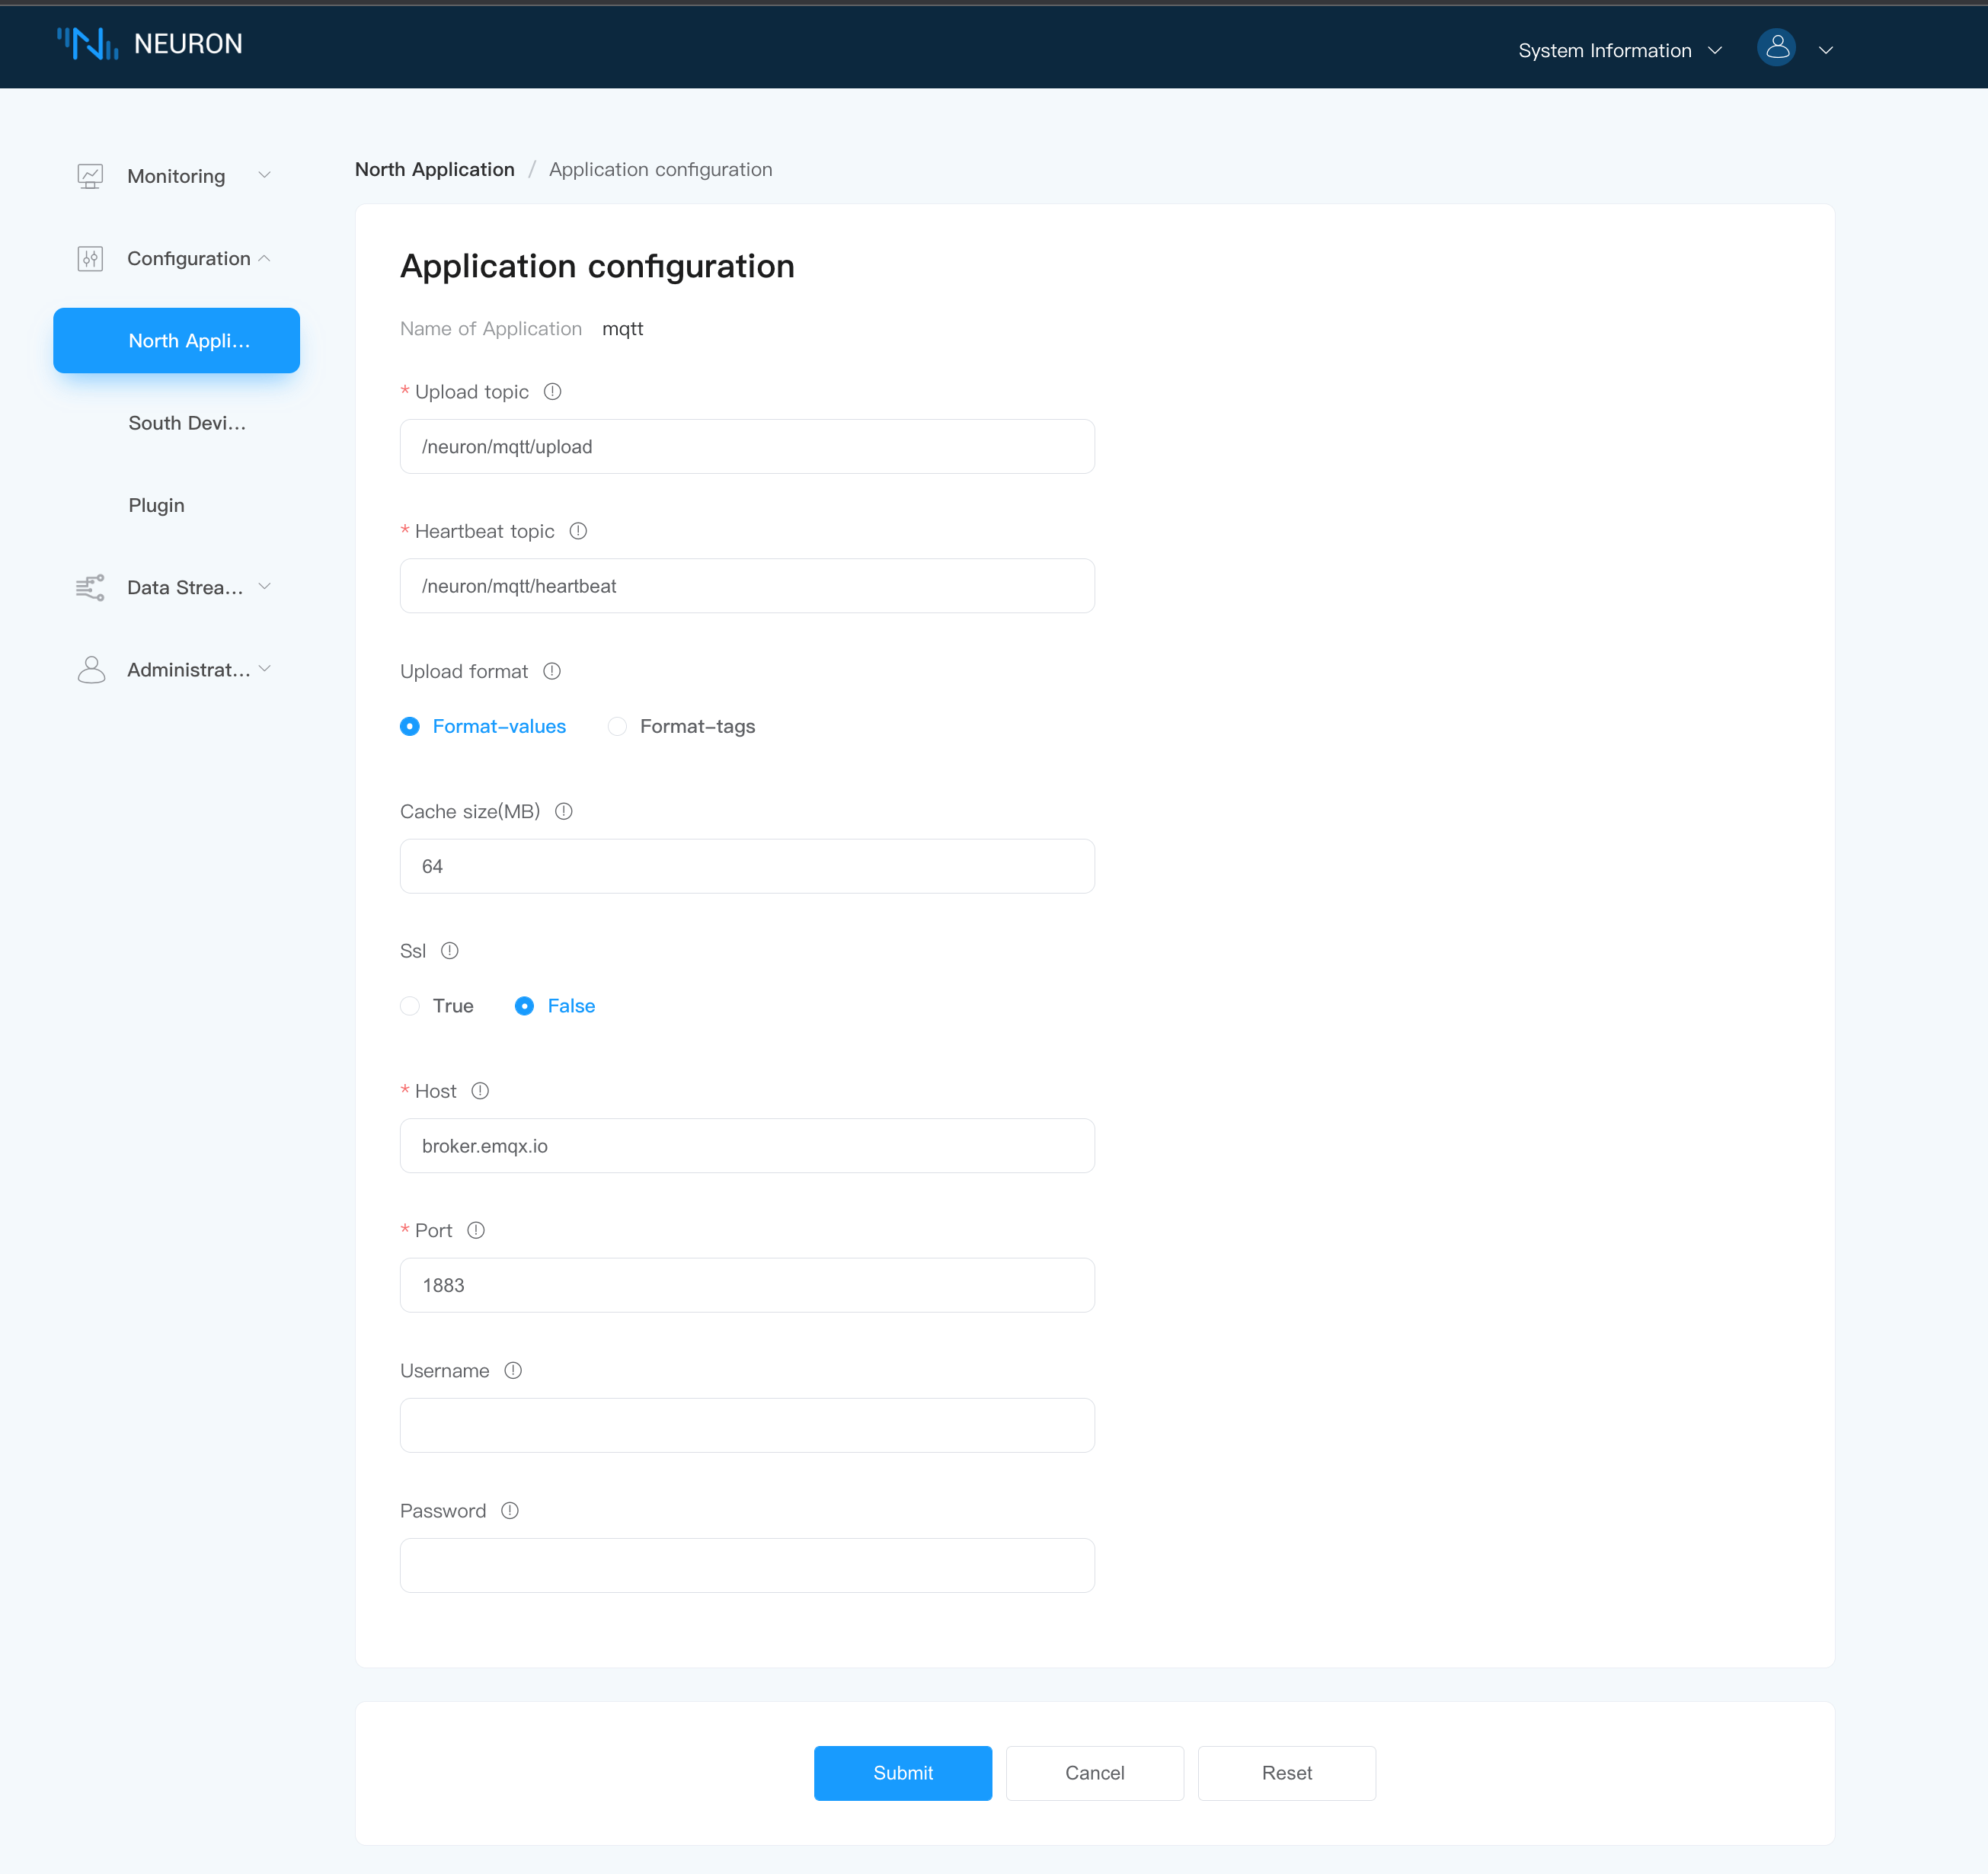 NEURON
System Information
Monitoring
Configuration
North Appli...
South Devi...
Plugin
Data Strea...
Administrat...
North Application / Application configuration
Application configuration
Name of Application mqtt
* Upload topic
/neuron/mqtt/upload
* Heartbeat topic
/neuron/mqtt/heartbeat
Upload format
Format-values Format-tags
Cache size(MB)
64
Ssl
True False
* Host
broker.emqx.io
* Port
1883
Username
Password
Submit Cancel Reset